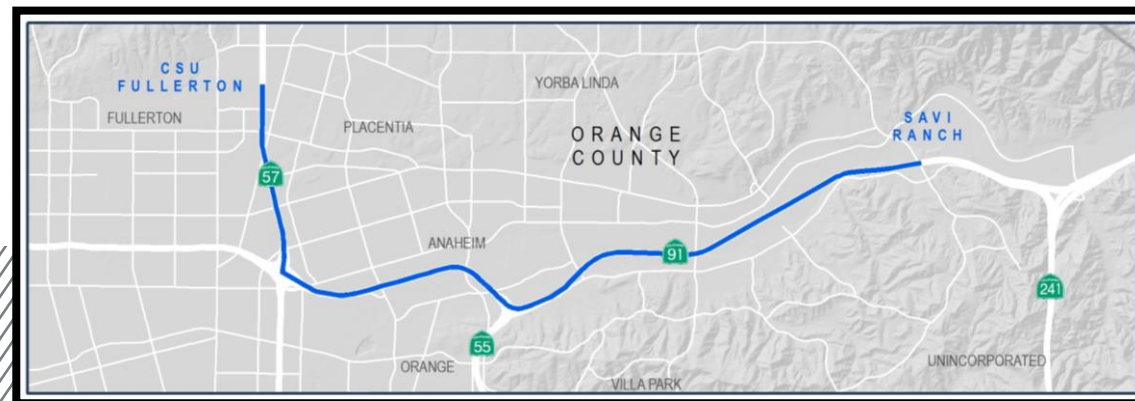 CSU
FULLERTON
FULLERTON
57
PLACENTIA
YORBA LINDA
ORANGE
COUNTY
SAVI
RANCH
ANAHEIM
91
241
55
ORANGE
VILLA PARK
UNINCORPORATED